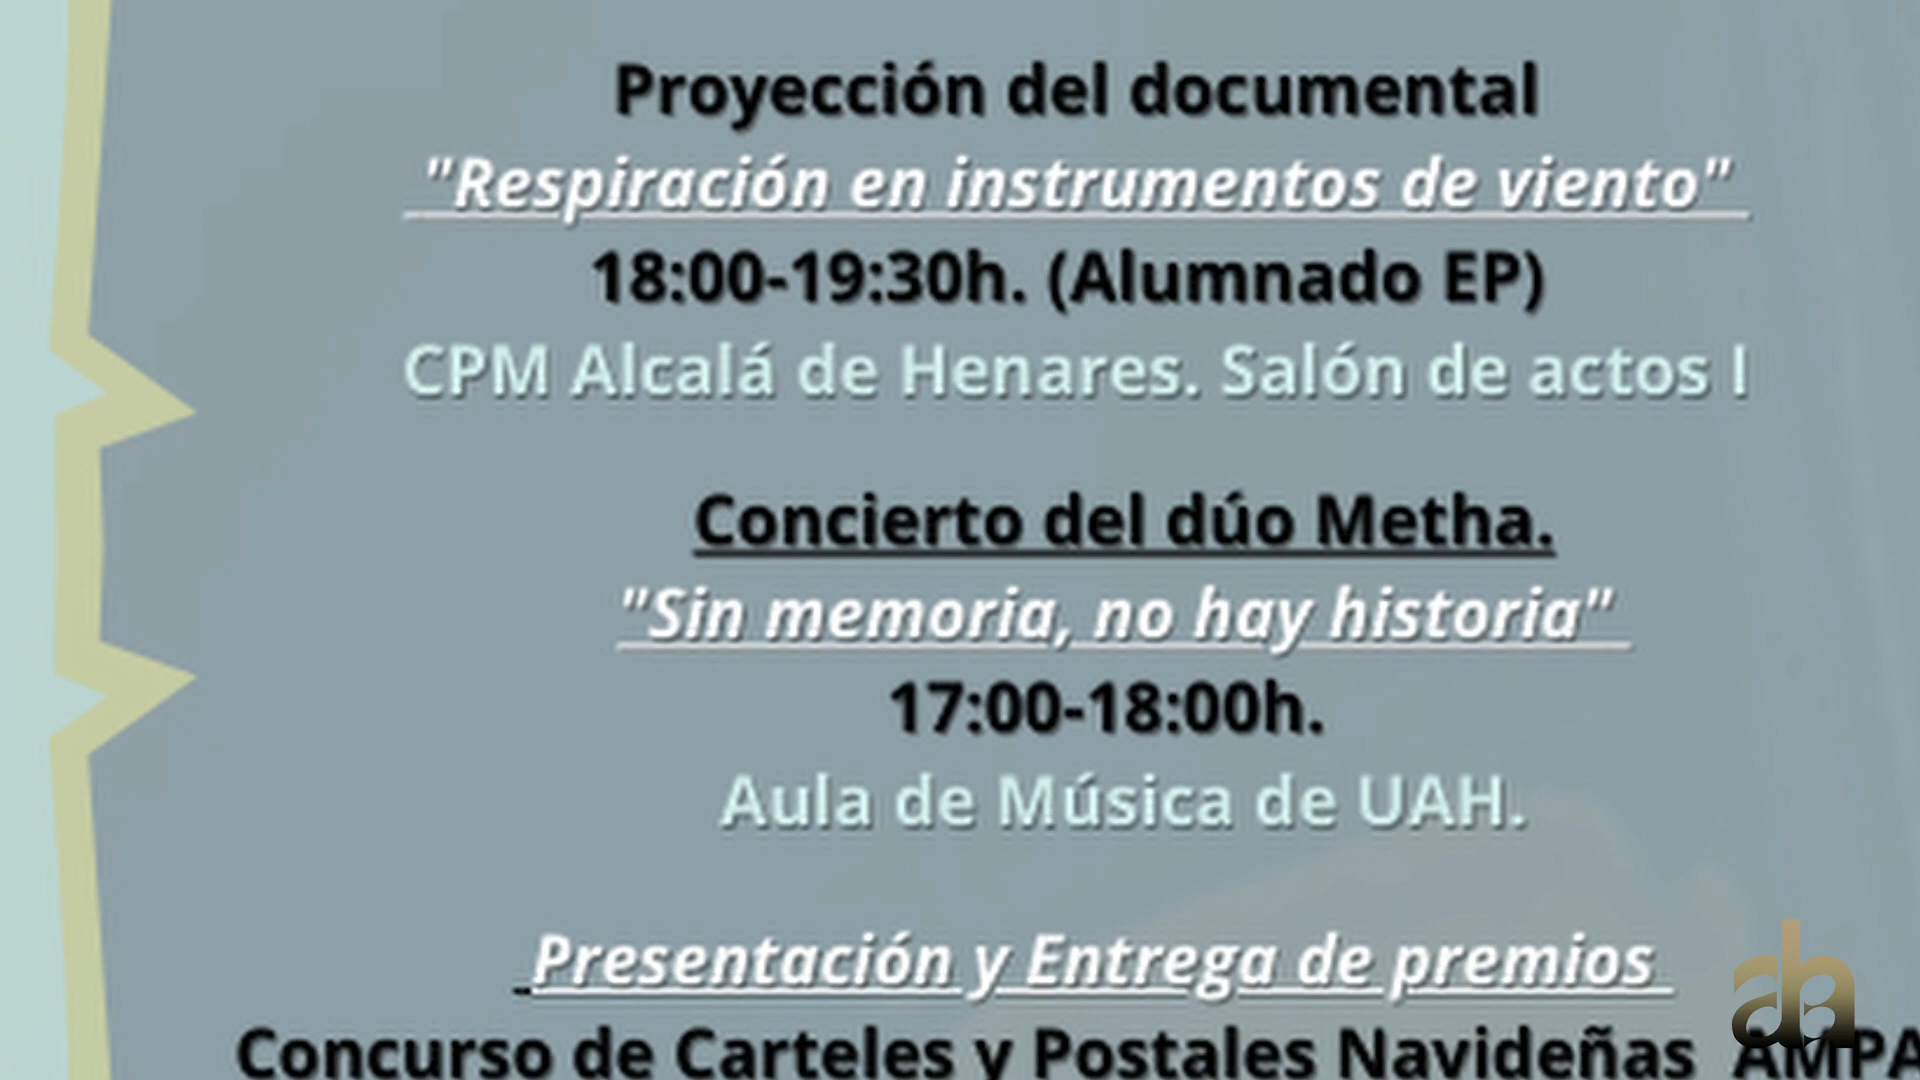 Proyección del documental
"Respiración en instrumentos de viento"
18:00-19:30h. (Alumnado EP)
CPM Alcalá de Henares. Salón de actos I
Concierto del dúo Metha.
"Sin memoria, no hay historia"
17:00-18:00h.
Aula de Música de UAH.
Presentación y Entrega de premios
Concurso de Carteles y Postales Navideñas AMPA